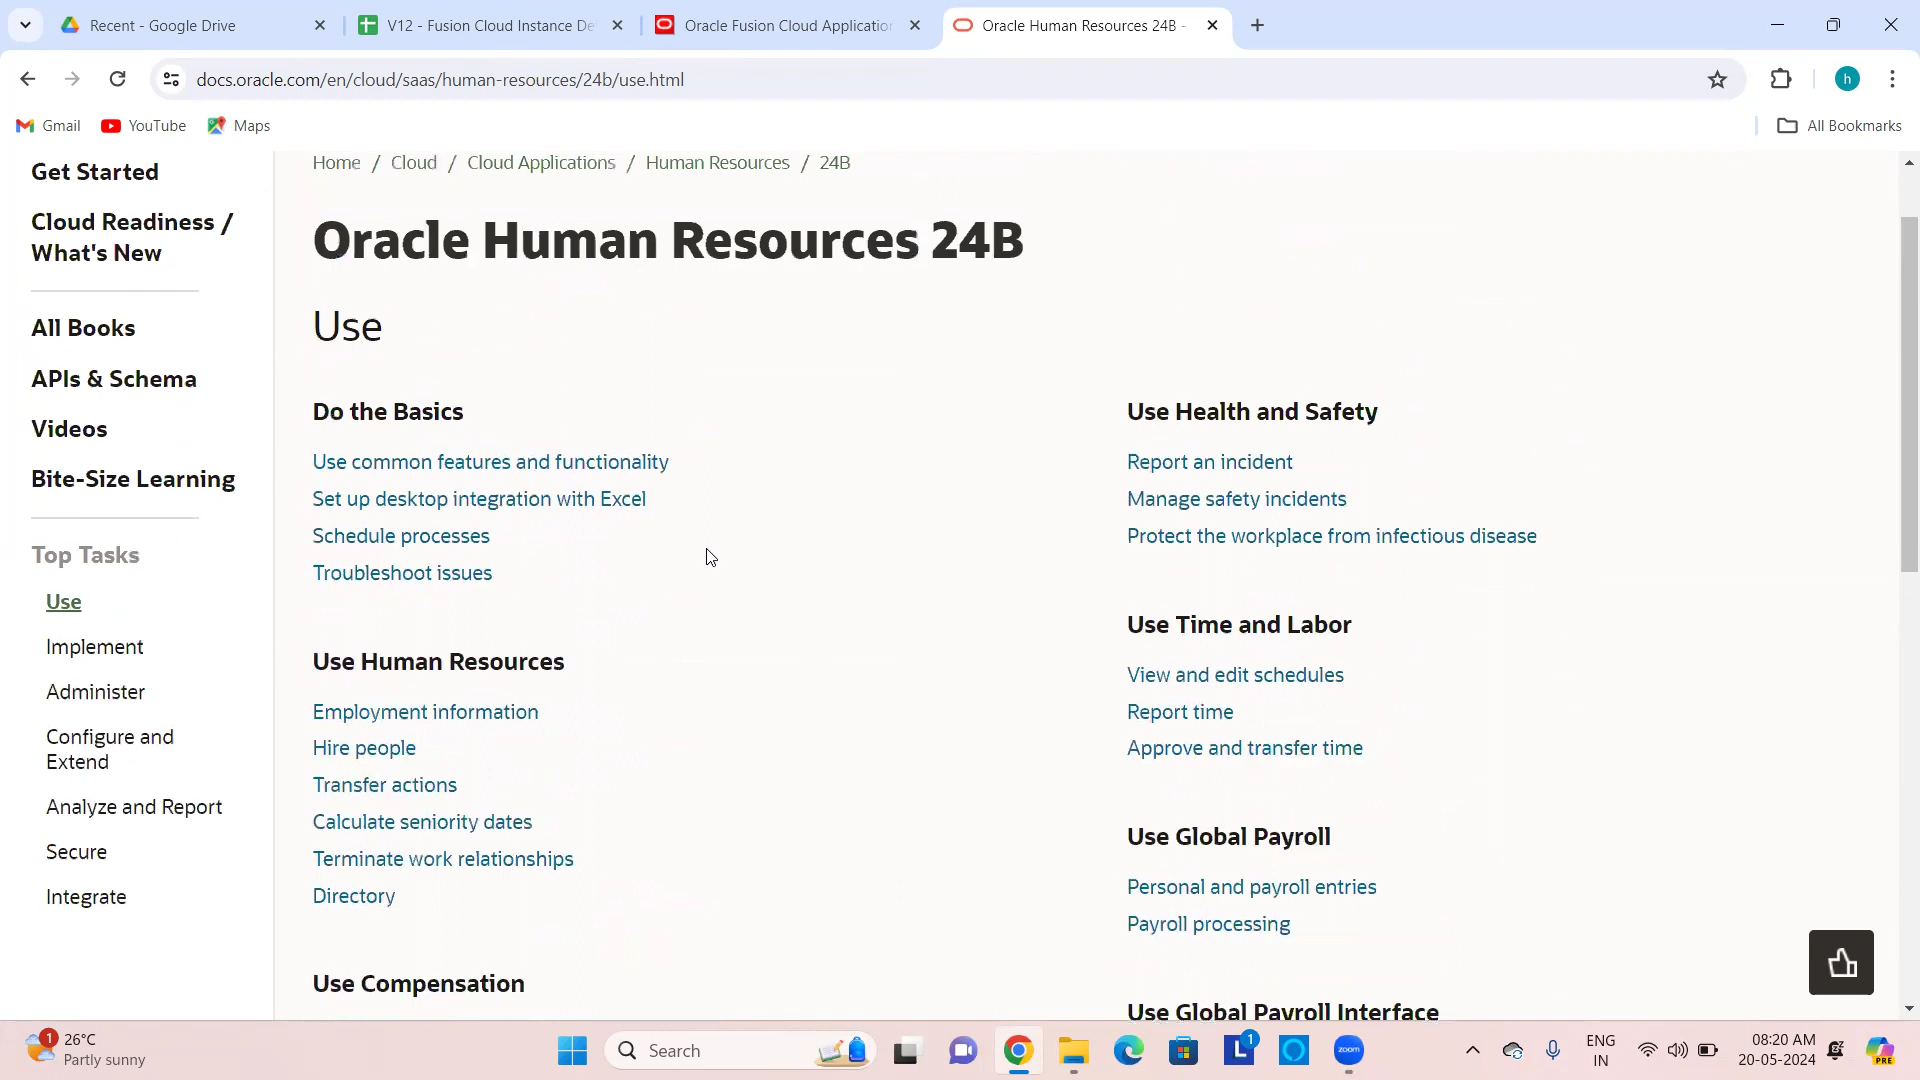 Recent - Google Drive
V12 - Fusion Cloud Instance De
Oracle Fusion Cloud Application
Oracle Human Resources 24B -
docs.oracle.com/en/cloud/saas/human-resources/24b/use.html
h
Gmail
YouTube
Maps
All Bookmarks
Get Started
Cloud Readiness /
What's New
All Books
APIs & Schema
Videos
Bite-Size Learning
Top Tasks
Use
Implement
Administer
Configure and
Extend
Analyze and Report
Secure
Integrate
Home / Cloud / Cloud Applications / Human Resources / 24B
Oracle Human Resources 24B
Use
Do the Basics
Use common features and functionality
Set up desktop integration with Excel
Schedule processes
Troubleshoot issues
Use Human Resources
Employment information
Hire people
Transfer actions
Calculate seniority dates
Terminate work relationships
Directory
Use Compensation
Use Health and Safety
Report an incident
Manage safety incidents
Protect the workplace from infectious disease
Use Time and Labor
View and edit schedules
Report time
Approve and transfer time
Use Global Payroll
Personal and payroll entries
Payroll processing
Use Global Payroll Interface
1
26°C
Partly sunny
Search
L
1
zoom
ENG
IN
08:20 AM
20-05-2024
PRE